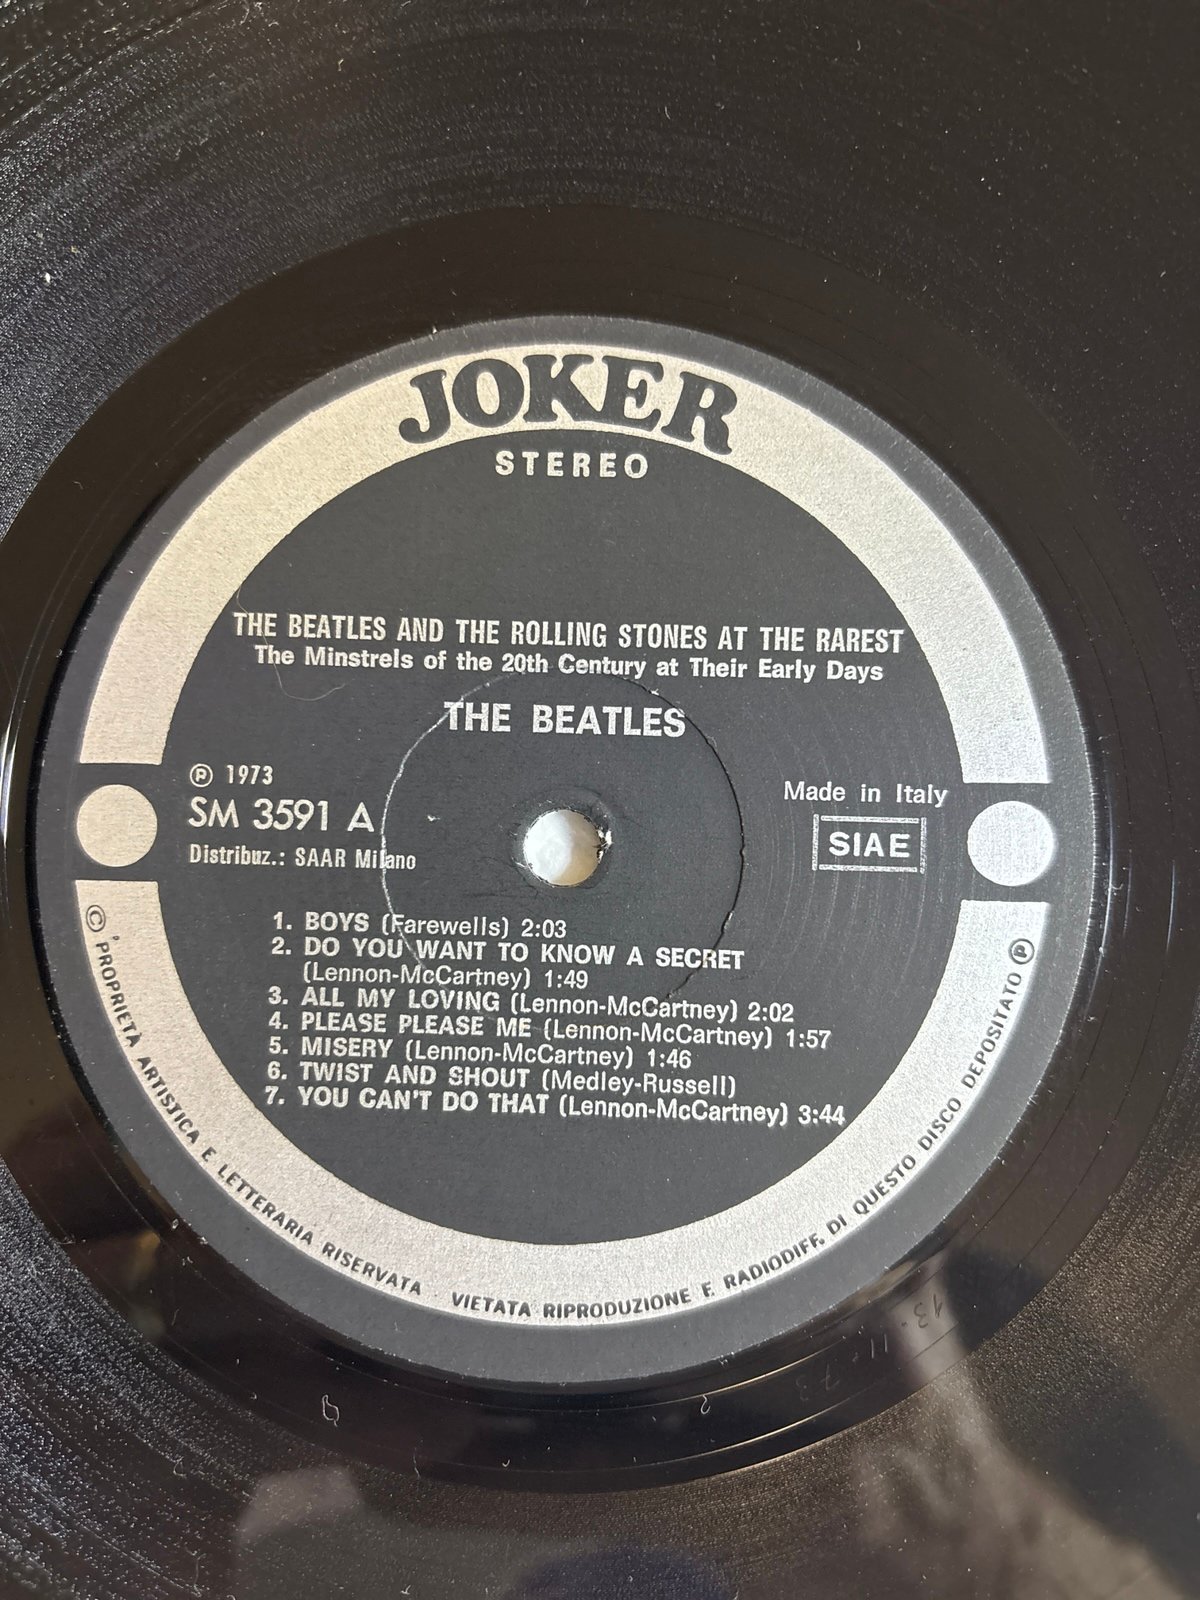 JOKER
STEREO
THE BEATLES AND THE ROLLING STONES AT THE RAREST
The Minstrels of the 20th Century at Their Early Days
THE BEATLES
Ⓟ 1973
SM 3591 A
Distribuz.: SAAR Milano
Made in Italy
SIAE
1. BOYS (Farewells) 2:03
2. DO YOU WANT TO KNOW A SECRET
(Lennon-McCartney) 1:49
3. ALL MY LOVING (Lennon-McCartney) 2:02
4. PLEASE PLEASE ME (Lennon-McCartney) 1:57
5. MISERY (Lennon-McCartney) 1:46
6. TWIST AND SHOUT (Medley-Russell)
7. YOU CAN'T DO THAT (Lennon-McCartney) 3:44
© PROPRIETÀ ARTISTICA E LETTERARIA RISERVATA · VIETATA RIPRODUZIONE E RADIODIFF. DI QUESTO DISCO DEPOSITATO Ⓟ
13.11.73